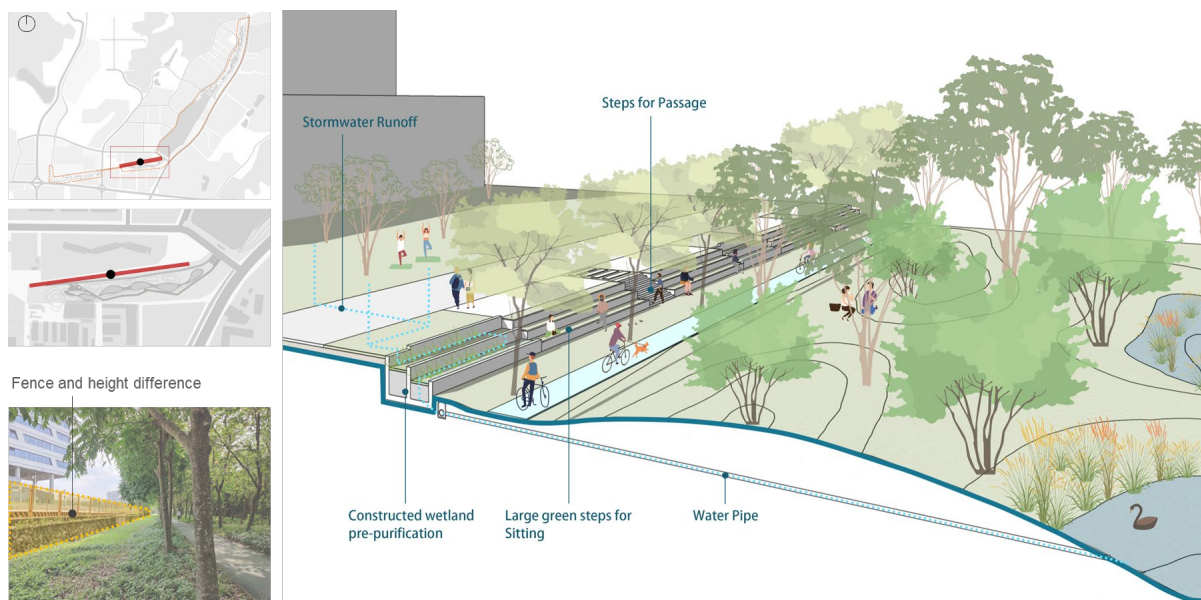 Stormwater Runoff
Steps for Passage
Fence and height difference
Constructed wetland
pre-purification
Large green steps for
Sitting
Water Pipe